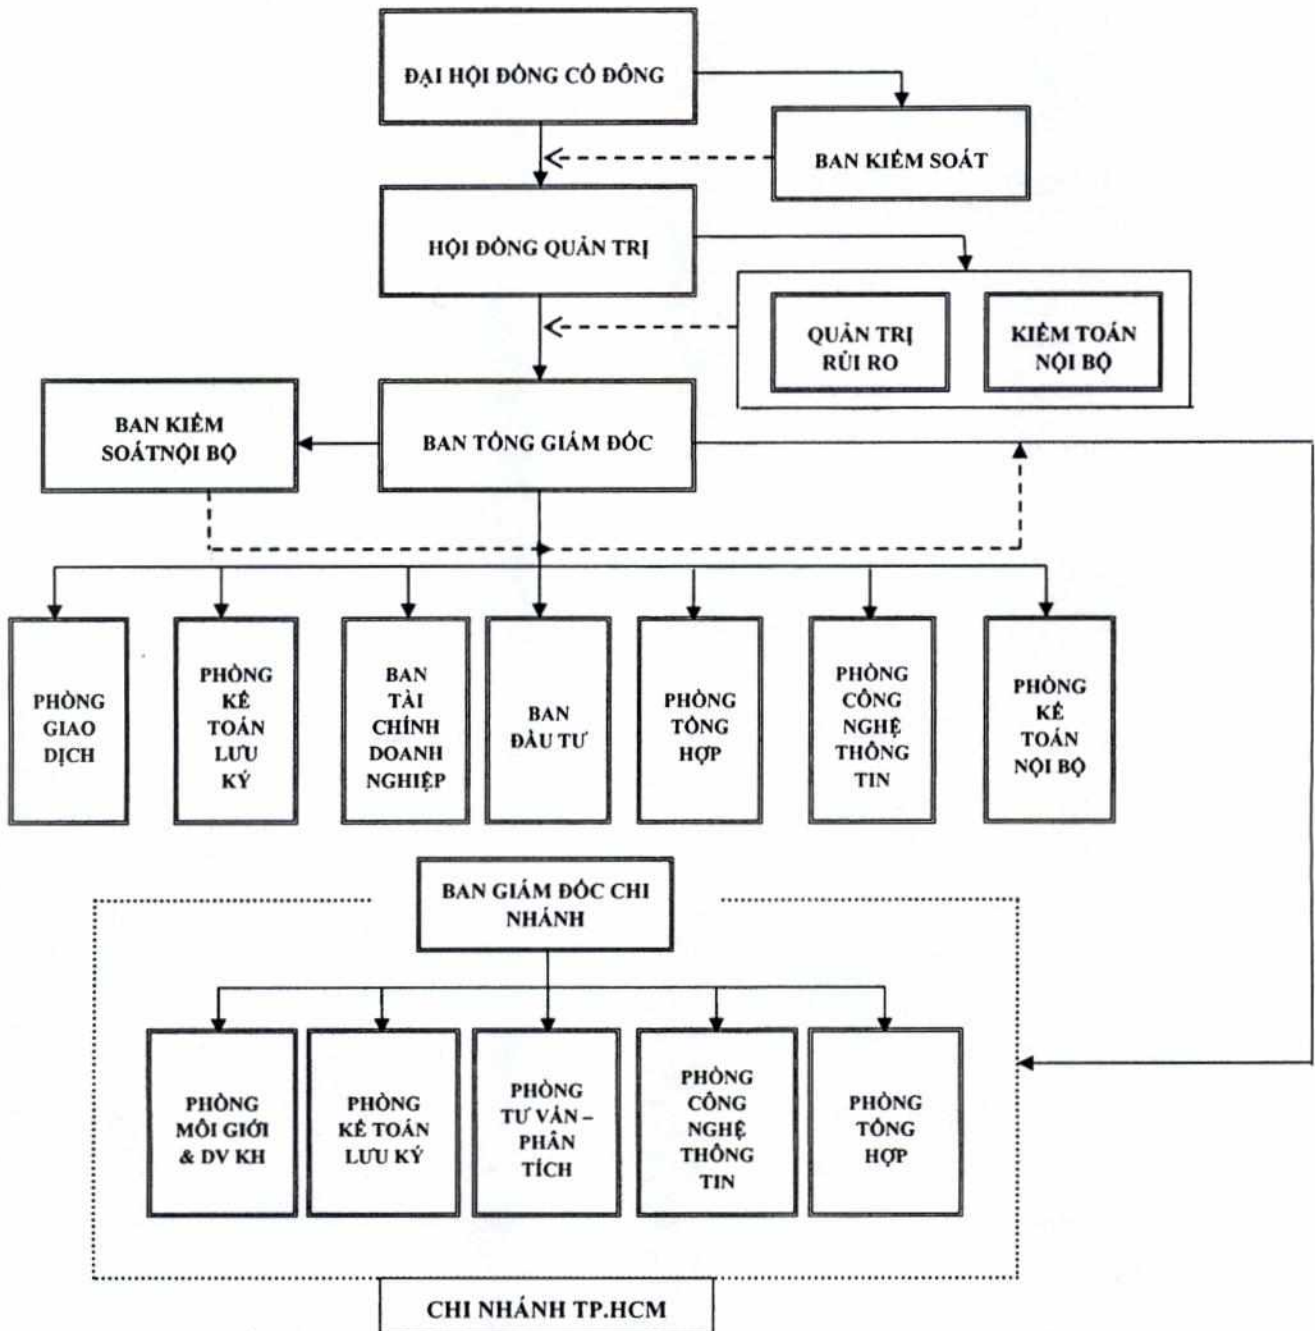 ĐẠI HỘI ĐỒNG CỔ ĐÔNG
BAN KIỂM SOÁT
HỘI ĐỒNG QUẢN TRỊ
QUẢN TRỊ
RỦI RO
KIỂM TOÁN
NỘI BỘ
BAN KIỂM
SOÁTNỘI BỘ
BAN TỔNG GIÁM ĐỐC
PHÒNG
GIAO
DỊCH
PHÒNG
KẾ
TOÁN
LƯU
KÝ
BAN
TÀI
CHÍNH
DOANH
NGHIỆP
BAN
ĐẦU TƯ
PHÒNG
TỔNG
HỢP
PHÒNG
CÔNG
NGHỆ
THÔNG
TIN
PHÒNG
KẾ
TOÁN
NỘI BỘ
BAN GIÁM ĐỐC CHI
NHÁNH
PHÒNG
MÔI GIỚI
& DV KH
PHÒNG
KẾ TOÁN
LƯU KÝ
PHÒNG
TƯ VẤN –
PHÂN
TÍCH
PHÒNG
CÔNG
NGHỆ
THÔNG
TIN
PHÒNG
TỔNG
HỢP
CHI NHÁNH TP.HCM